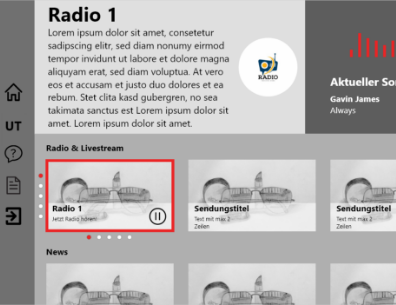 Radio 1
Lorem ipsum dolor sit amet, consetetur
sadipscing elitr, sed diam nonumy eirmod
tempor invidunt ut labore et dolore magna
aliquyam erat, sed diam voluptua. At vero
eos et accusam et justo duo dolores et ea
rebum. Stet clita kasd gubergren, no sea
takimata sanctus est Lorem ipsum dolor sit
amet. Lorem ipsum dolor sit amet.
RADIO
Aktueller So
Gavin James
Always
UT
Radio & Livestream
Radio 1
Jetzt Radio hören!
Sendungstitel
Text mit max 2
Zeilen
Sendungstitel
Text mit max 2
Zeilen
News